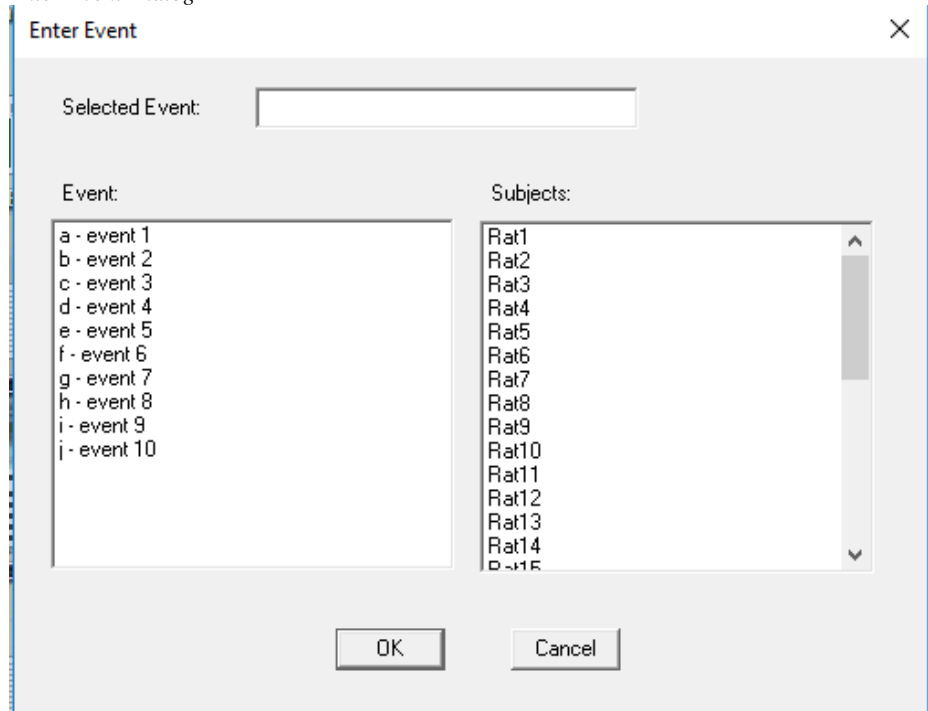 Enter Event
Selected Event:
Event:
Subjects:
a - event 1
b - event 2
c - event 3
d - event 4
e - event 5
f - event 6
g - event 7
h - event 8
i - event 9
j - event 10
Rat1
Rat2
Rat3
Rat4
Rat5
Rat6
Rat7
Rat8
Rat9
Rat10
Rat11
Rat12
Rat13
Rat14
Rat15
OK
Cancel